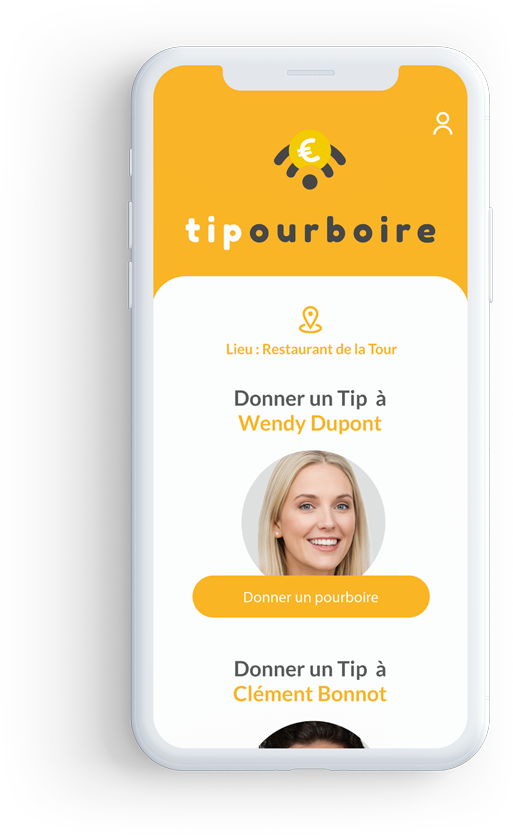 €
tipourboire
Lieu : Restaurant de la Tour
Donner un Tip à
Wendy Dupont
Donner un pourboire
Donner un Tip à
Clément Bonnot